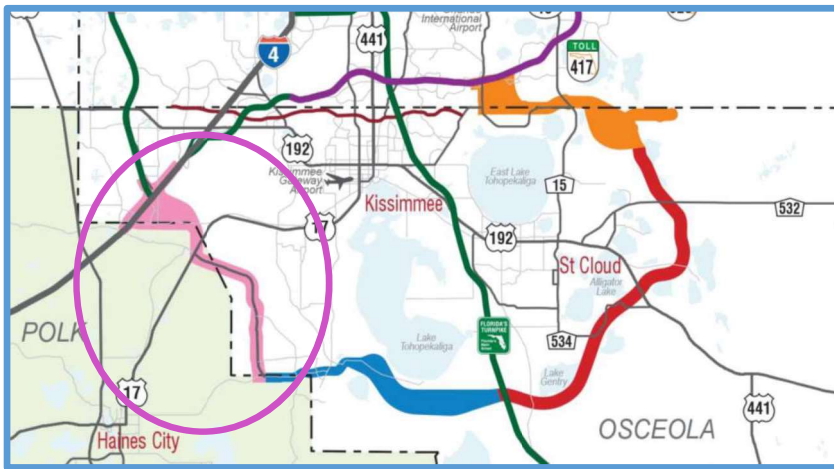 International
Airport
441
4
TOLL
417
192
Kissimmee
Gateway
Airport
East Lake
Tohopekaliga
15
Kissimmee
532
17
192
St Cloud
Alligator
Lake
POLK
Lake
Tohopekaliga
FLORIDA'S
TURNPIKE
534
Lake
Gentry
17
441
Haines City
OSCEOLA